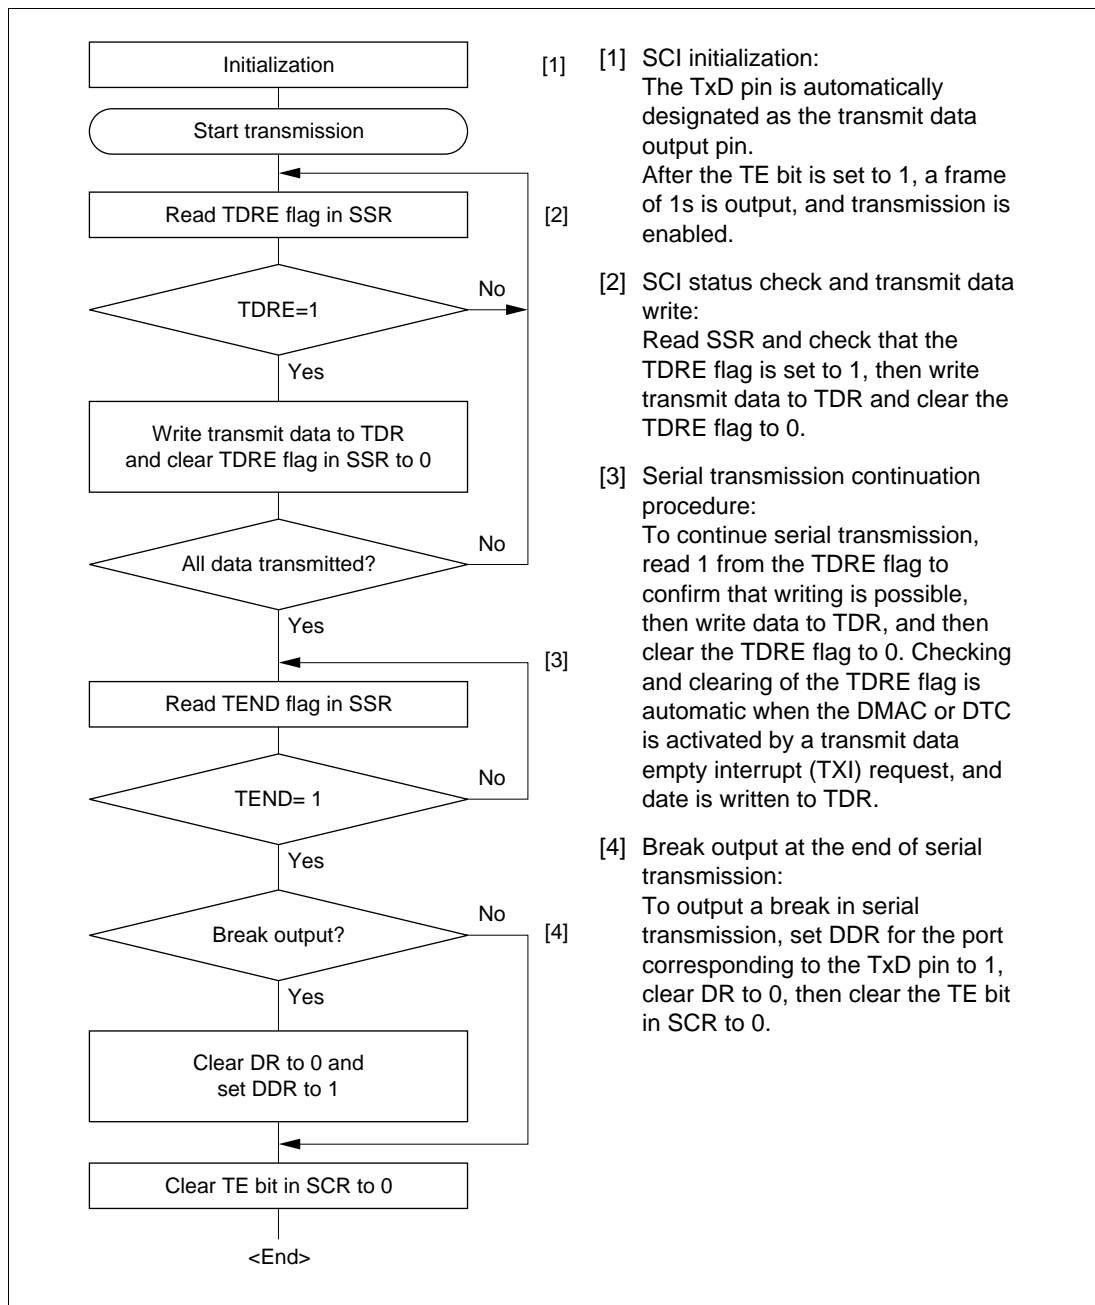 Initialization
[1]
Start transmission
Read TDRE flag in SSR
[2]
TDRE=1
No
Yes
Write transmit data to TDR
and clear TDRE flag in SSR to 0
All data transmitted?
No
Yes
[3]
Read TEND flag in SSR
TEND= 1
No
Yes
Break output?
No
[4]
Yes
Clear DR to 0 and
set DDR to 1
Clear TE bit in SCR to 0
<End>
[1] SCI initialization:
The TxD pin is automatically
designated as the transmit data
output pin.
After the TE bit is set to 1, a frame
of 1s is output, and transmission is
enabled.
[2] SCI status check and transmit data
write:
Read SSR and check that the
TDRE flag is set to 1, then write
transmit data to TDR and clear the
TDRE flag to 0.
[3] Serial transmission continuation
procedure:
To continue serial transmission,
read 1 from the TDRE flag to
confirm that writing is possible,
then write data to TDR, and then
clear the TDRE flag to 0. Checking
and clearing of the TDRE flag is
automatic when the DMAC or DTC
is activated by a transmit data
empty interrupt (TXI) request, and
date is written to TDR.
[4] Break output at the end of serial
transmission:
To output a break in serial
transmission, set DDR for the port
corresponding to the TxD pin to 1,
clear DR to 0, then clear the TE bit
in SCR to 0.